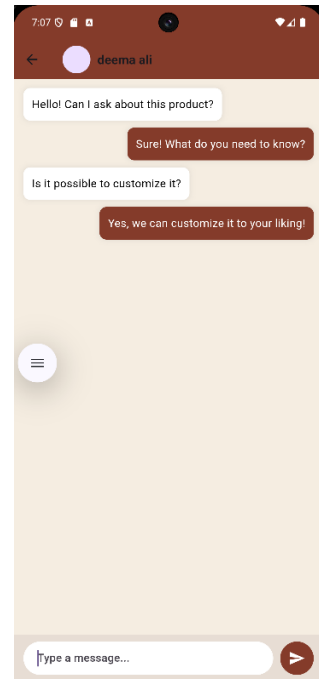 7:07
deema ali
Hello! Can I ask about this product?
Sure! What do you need to know?
Is it possible to customize it?
Yes, we can customize it to your liking!
Type a message...